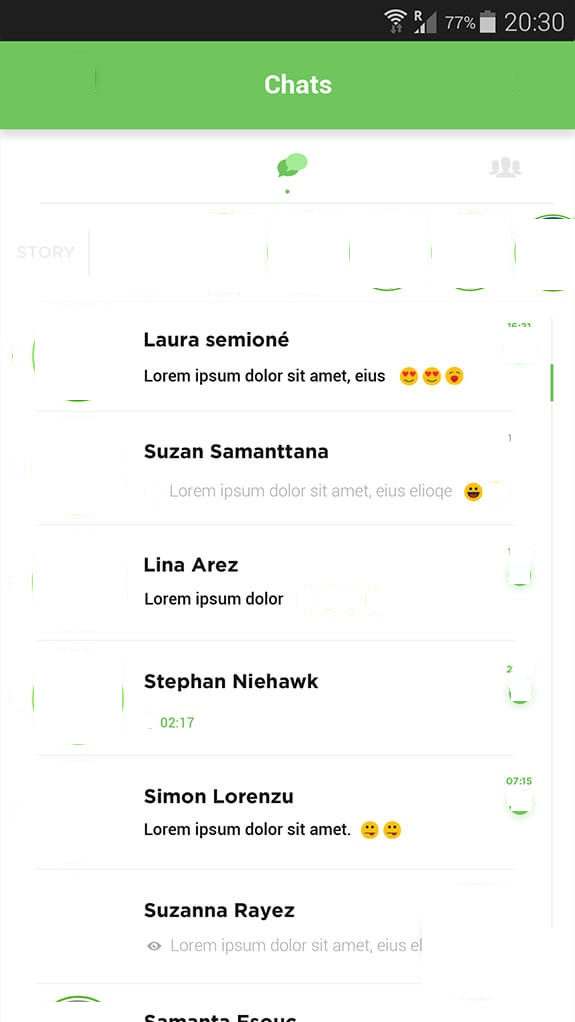 R 77% 20:30
Chats
STORY
Laura semioné
Lorem ipsum dolor sit amet, eius 😍 😍 😮
Suzan Samanttana
Lorem ipsum dolor sit amet, eius elioqe 😀
Lina Arez
Lorem ipsum dolor
Stephan Niehawk
02:17
Simon Lorenzu
07:15
Lorem ipsum dolor sit amet.
Suzanna Rayez
Lorem ipsum dolor sit amet, eius el